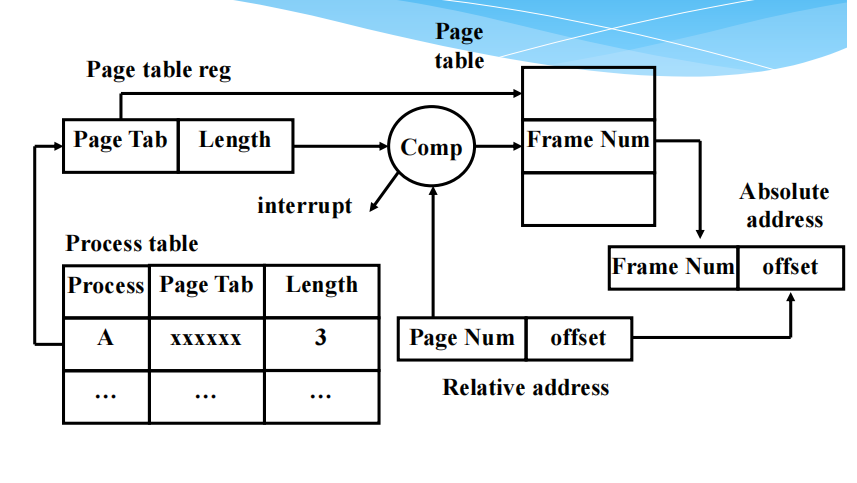 Page
table
Page table reg
Page Tab Length
Comp
Frame Num
interrupt
Absolute
address
Process table
Frame Num offset
Process Page Tab Length
A xxxxxx 3
... ... ...
Page Num offset
Relative address